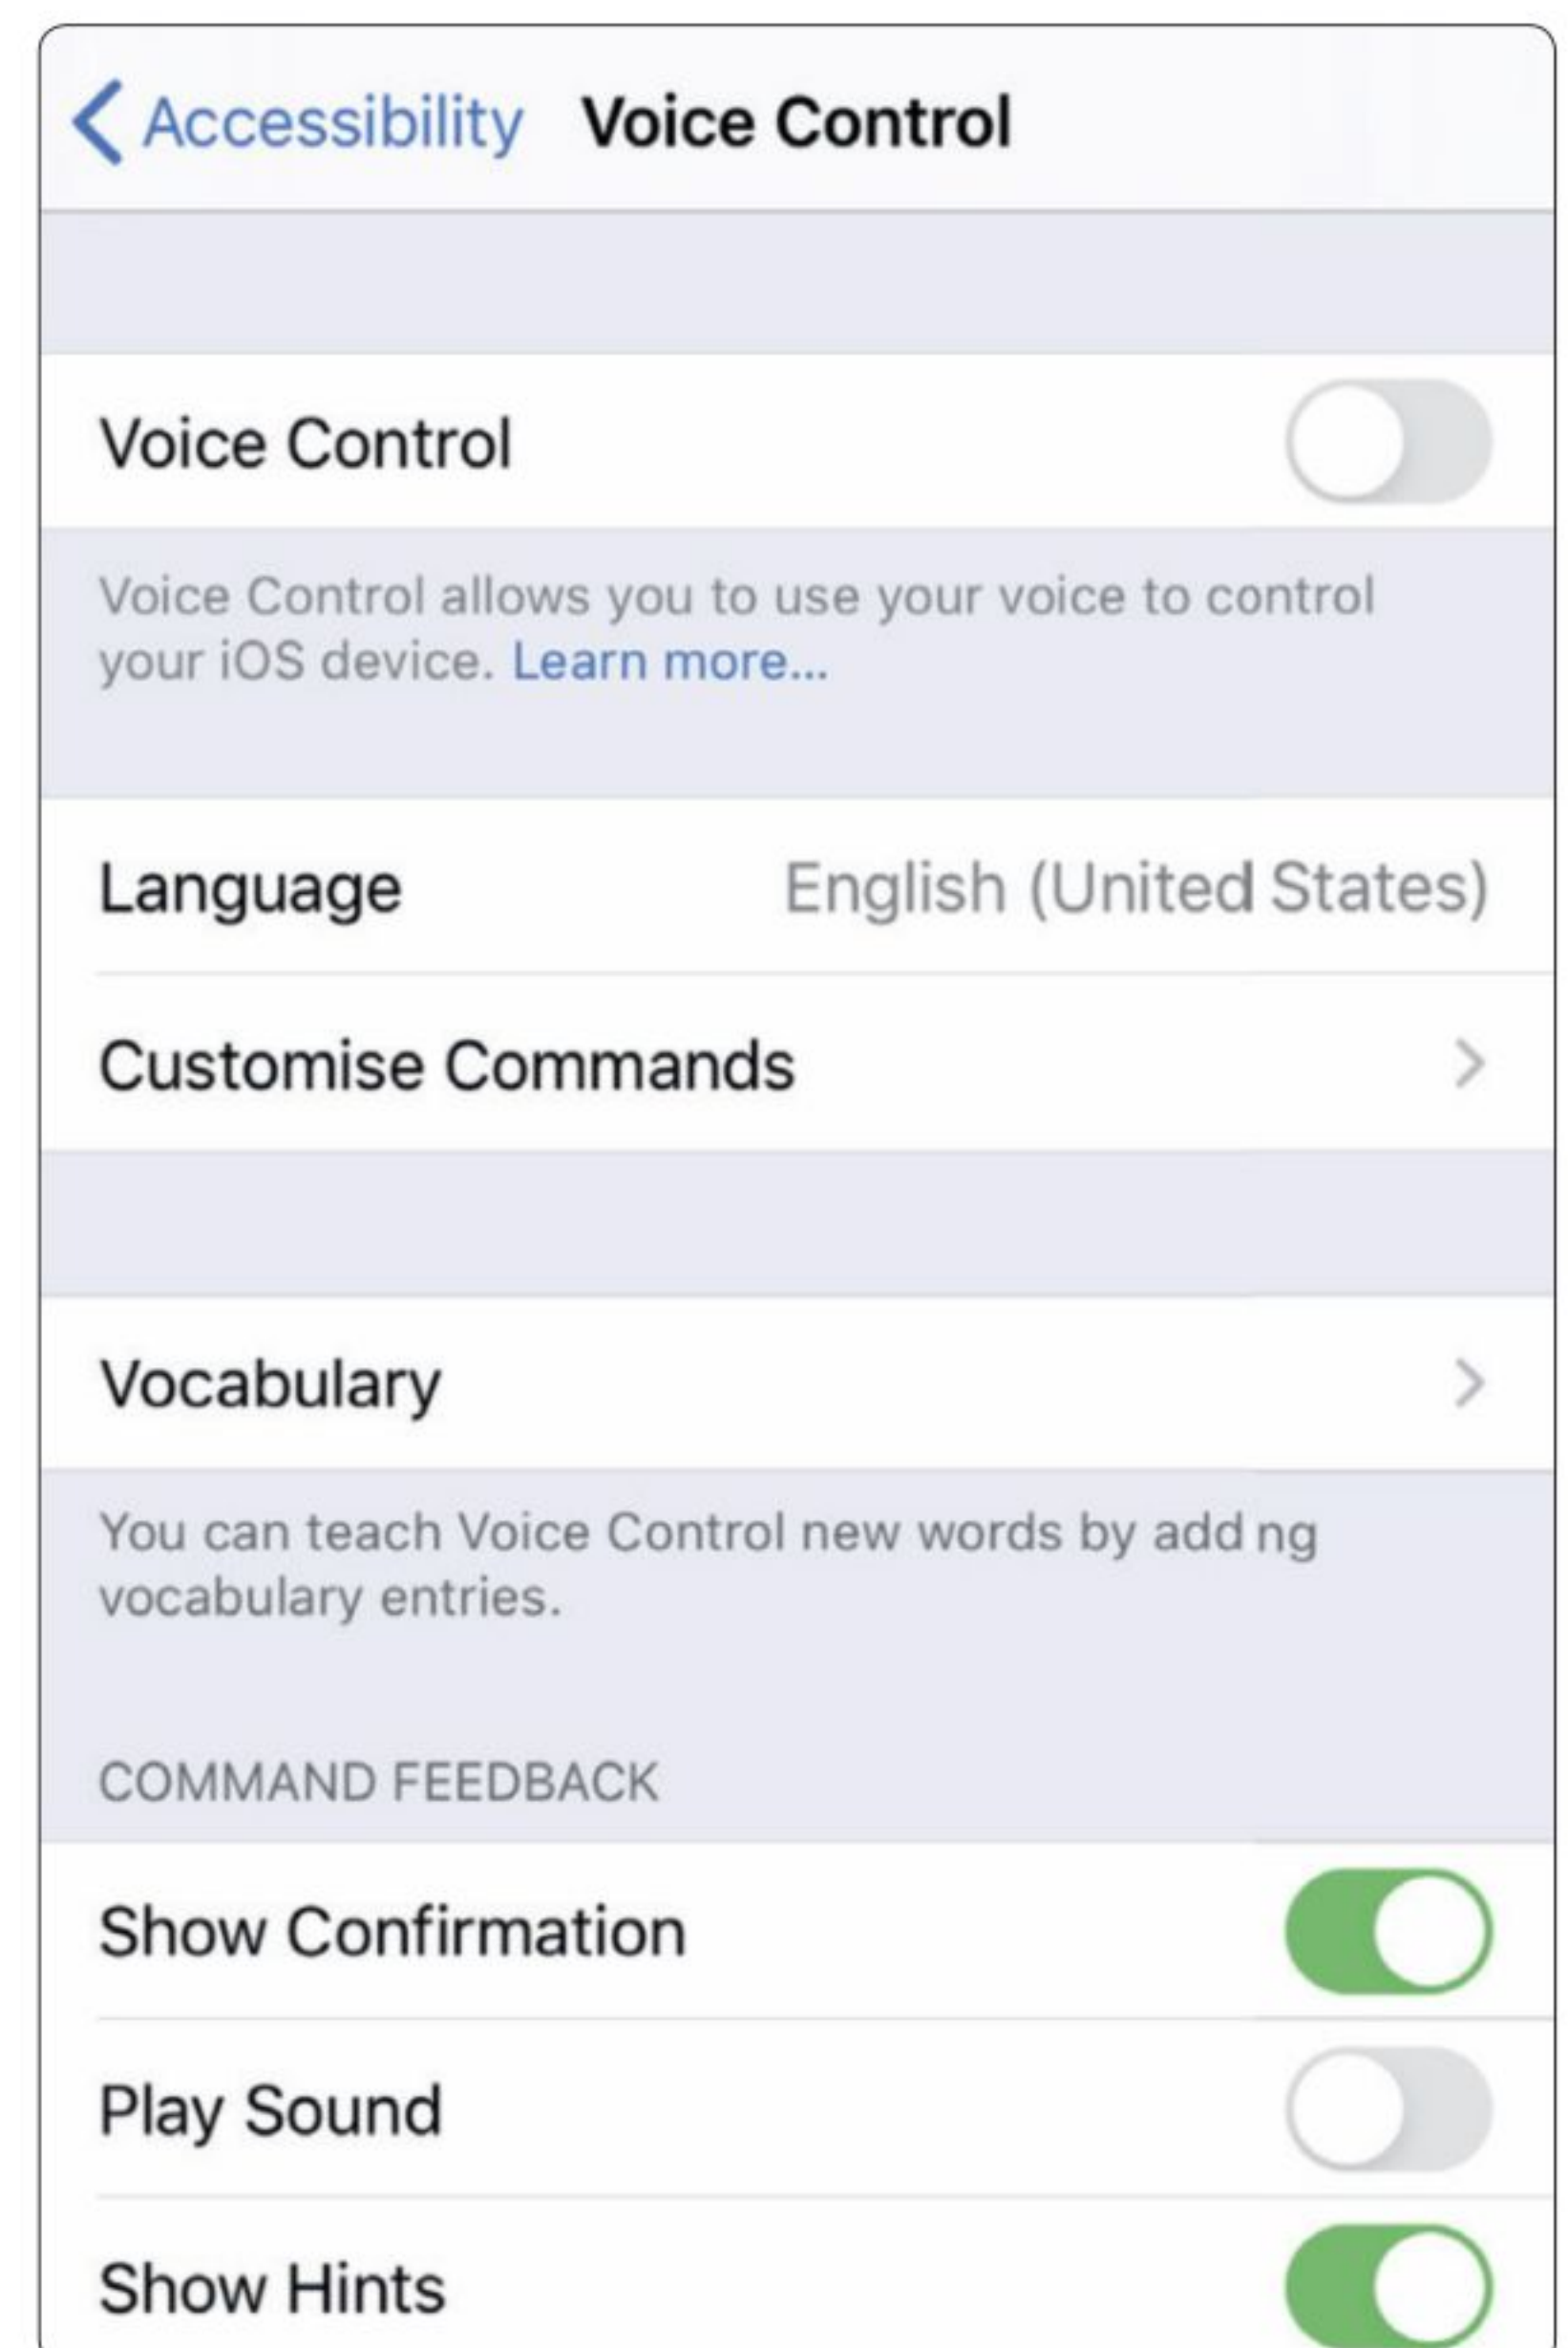 Accessibility Voice Control
Voice Control
Voice Control allows you to use your voice to control
your iOS device. Learn more...
Language English (United States)
Customise Commands
Vocabulary
You can teach Voice Control new words by add ng
vocabulary entries.
COMMAND FEEDBACK
Show Confirmation
Play Sound
Show Hints